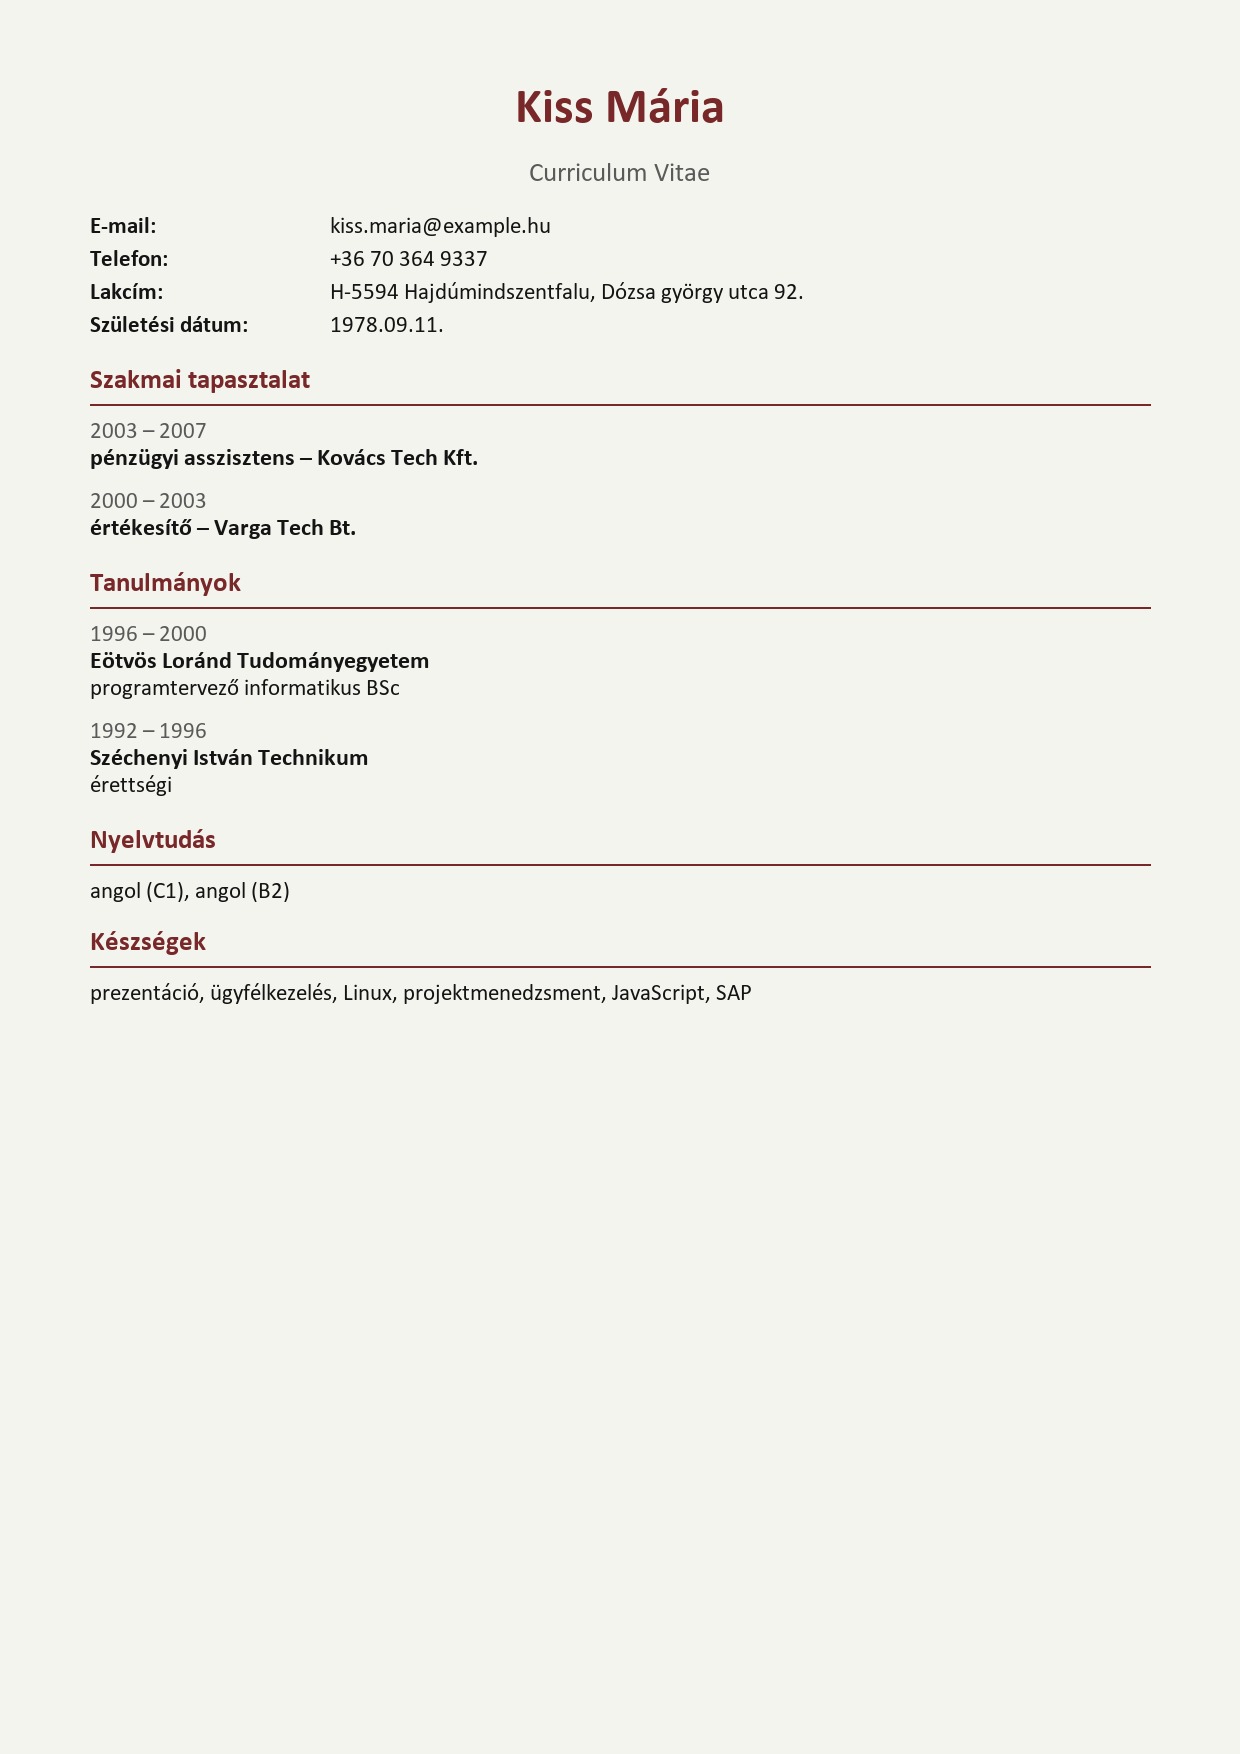 Kiss Mária
Curriculum Vitae
E-mail: kiss.maria@example.hu
Telefon: +36 70 364 9337
Lakcím: H-5594 Hajdúmindszentfalu, Dózsa györgy utca 92.
Születési dátum: 1978.09.11.
Szakmai tapasztalat
2003 – 2007
pénzügyi asszisztens – Kovács Tech Kft.
2000 – 2003
értékesítő – Varga Tech Bt.
Tanulmányok
1996 – 2000
Eötvös Loránd Tudományegyetem
programtervező informatikus BSc
1992 – 1996
Széchenyi István Technikum
érettségi
Nyelvtudás
angol (C1), angol (B2)
Készségek
prezentáció, ügyfélkezelés, Linux, projektmenedzsment, JavaScript, SAP